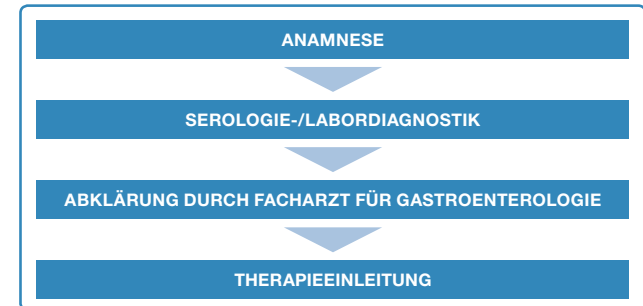 ANAMNESE
SEROLOGIE-/LABORDIAGNOSTIK
ABKLÄRUNG DURCH FACHARZT FÜR GASTROENTEROLOGIE
THERAPIEEINLEITUNG